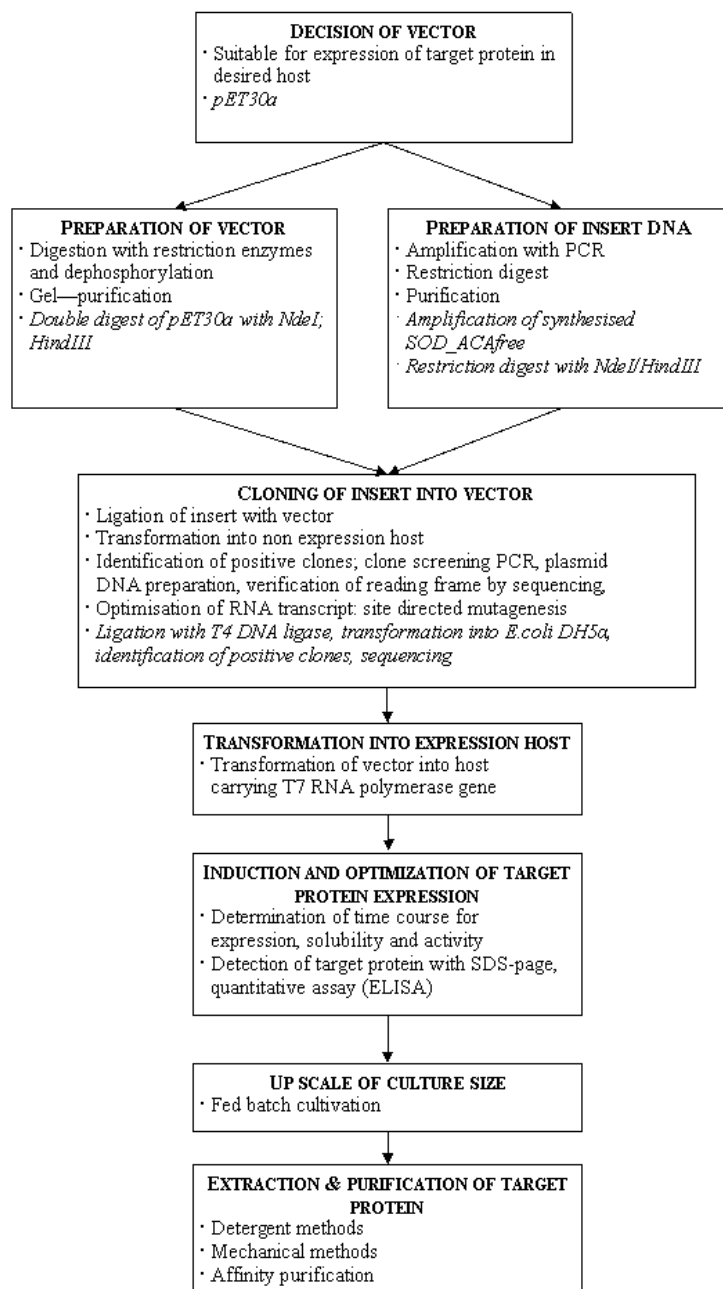 DECISION OF VECTOR
· Suitable for expression of target protein in
desired host
· pET30a
PREPARATION OF VECTOR
· Digestion with restriction enzymes
and dephosphorylation
· Gel—purification
· Double digest of pET30a with NdeI;
HindIII
PREPARATION OF INSERT DNA
· Amplification with PCR
· Restriction digest
· Purification
· Amplification of synthesised
SOD_ACAfree
· Restriction digest with NdeI/HindIII
CLONING OF INSERT INTO VECTOR
· Ligation of insert with vector
· Transformation into non expression host
· Identification of positive clones; clone screening PCR, plasmid
DNA preparation, verification of reading frame by sequencing,
· Optimisation of RNA transcript: site directed mutagenesis
· Ligation with T4 DNA ligase, transformation into E.coli DH5α,
identification of positive clones, sequencing
TRANSFORMATION INTO EXPRESSION HOST
· Transformation of vector into host
carrying T7 RNA polymerase gene
INDUCTION AND OPTIMIZATION OF TARGET
PROTEIN EXPRESSION
· Determination of time course for
expression, solubility and activity
· Detection of target protein with SDS-page,
quantitative assay (ELISA)
UP SCALE OF CULTURE SIZE
· Fed batch cultivation
EXTRACTION & PURIFICATION OF TARGET
PROTEIN
· Detergent methods
· Mechanical methods
· Affinity purification